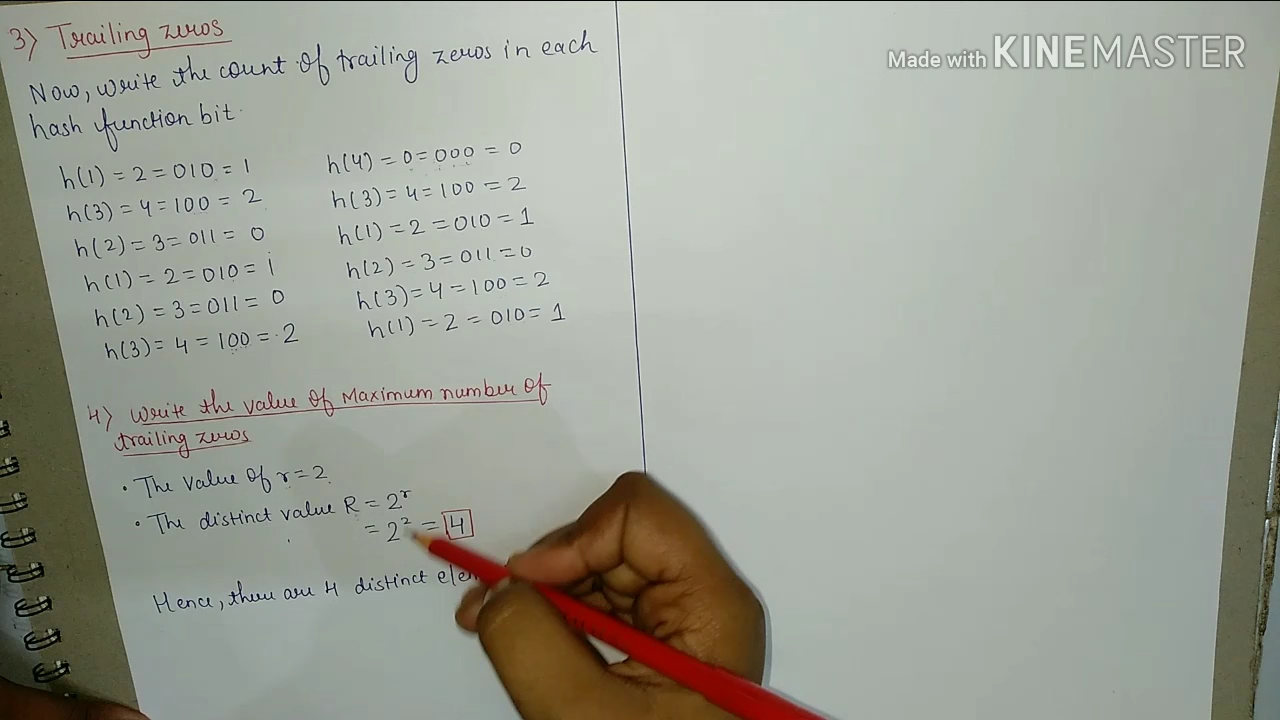 3) Trailing zeros
Now, write the count of trailing zeros in each
hash function bit.
h(1) = 2 = 010 = 1
h(3) = 4 = 100 = 2
h(2) = 3 = 011 = 0
h(1) = 2 = 010 = 1
h(2) = 3 = 011 = 0
h(3) = 4 = 100 = 2
h(4) = 0 = 000 = 0
h(3) = 4 = 100 = 2
h(1) = 2 = 010 = 1
h(2) = 3 = 011 = 0
h(3) = 4 = 100 = 2
h(1) = 2 = 010 = 1
4) Write the value of Maximum number of
trailing zeros
• The value of r = 2
• The distinct value R = 2^r
= 2^2 = 4
Hence, there are 4 distinct
Made with KINEMASTER